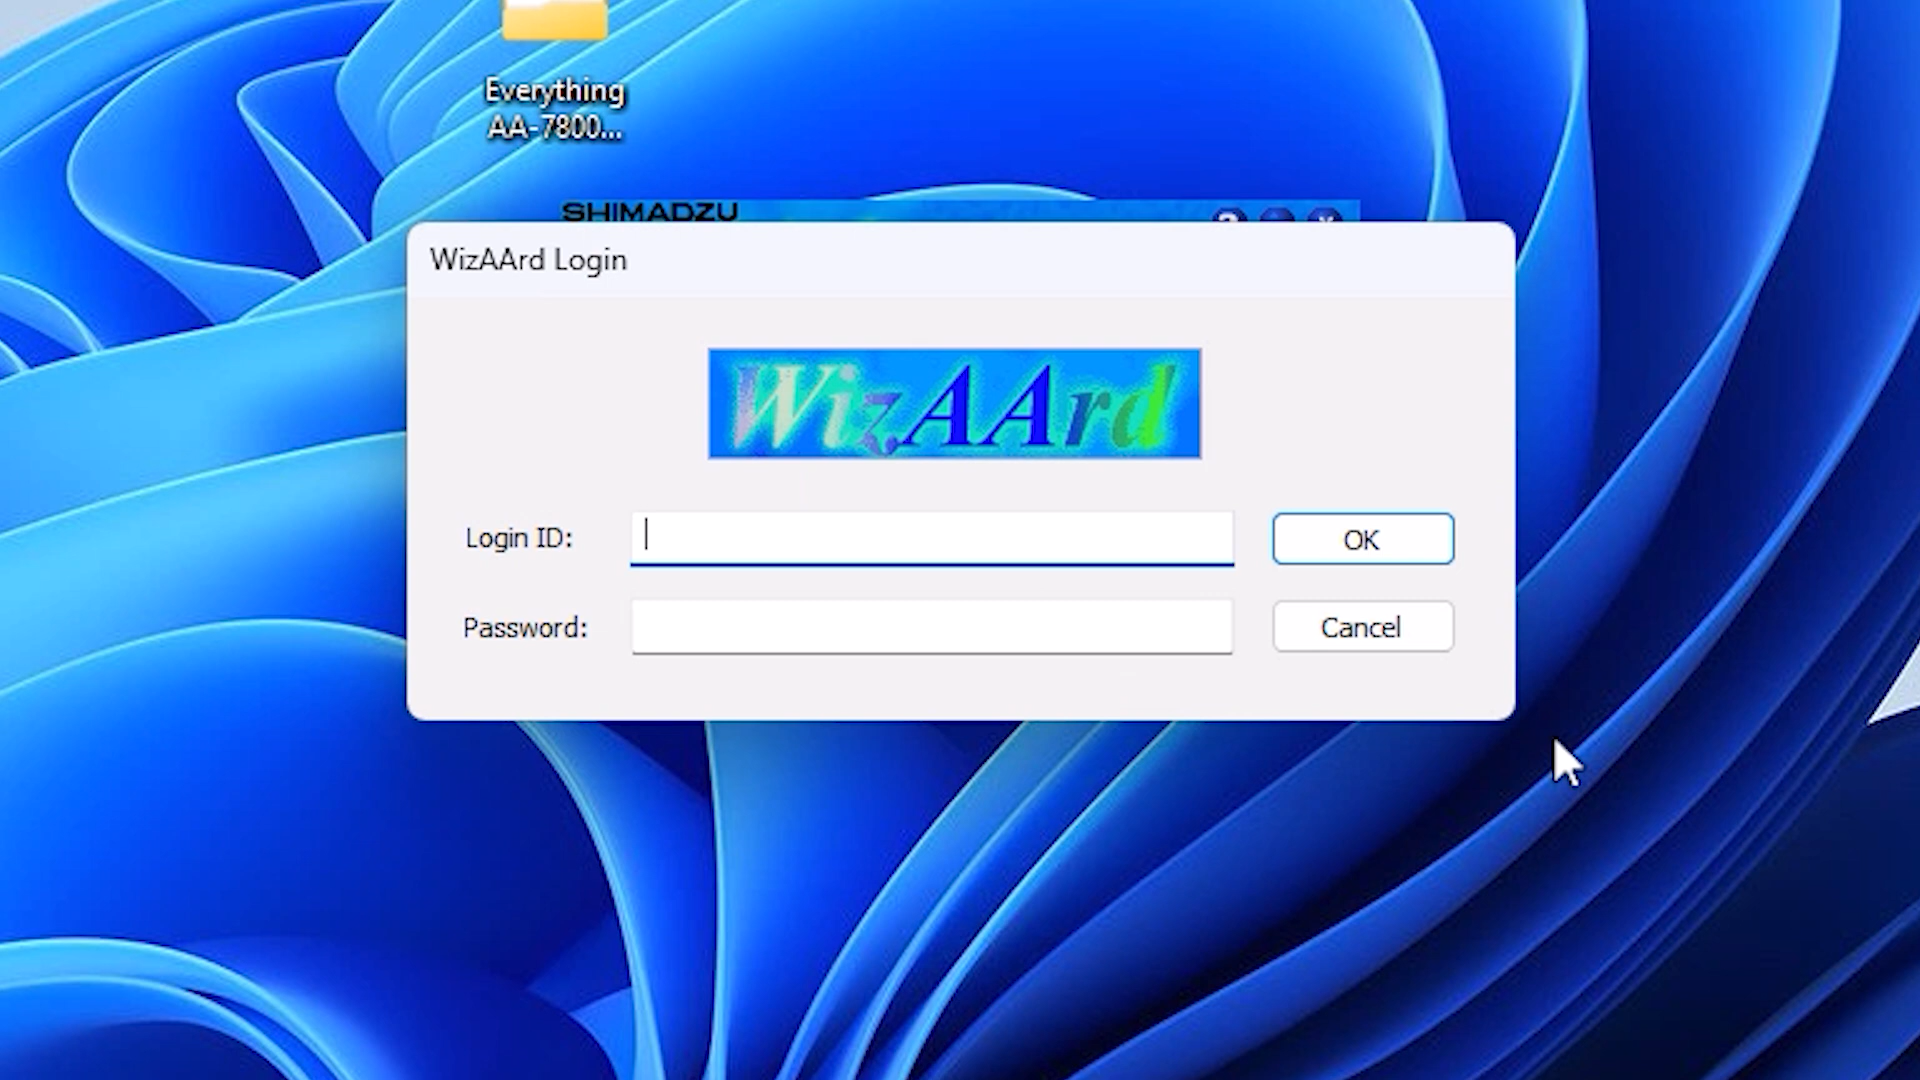 Everything
AA-7800...
SHIMADZU
WizAArd Login
WizAArd
Login ID:
OK
Password:
Cancel